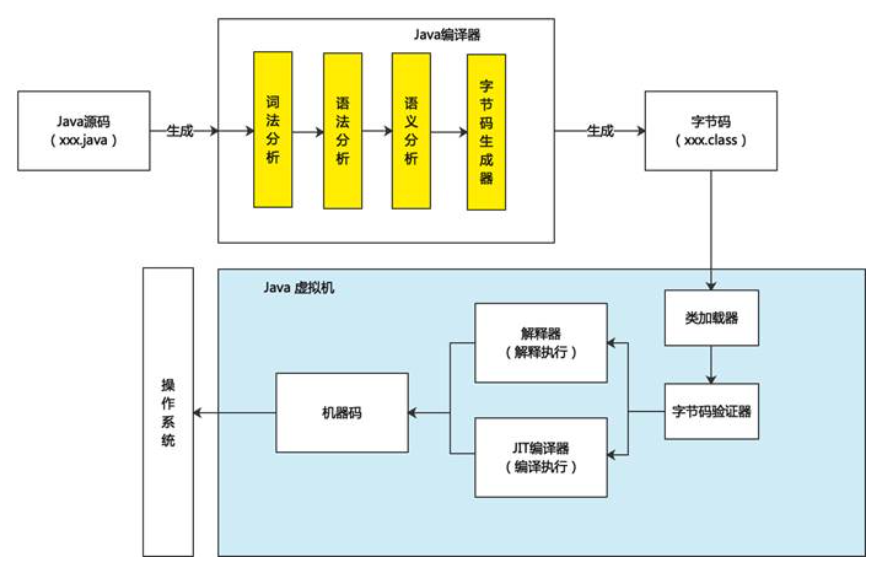 Java编译器
Java源码
（xxx.java）
生成
词法分析
语法分析
语义分析
字节码生成器
生成
字节码
（xxx.class）
Java 虚拟机
类加载器
字节码验证器
解释器
（解释执行）
JIT编译器
（编译执行）
机器码
操作系统